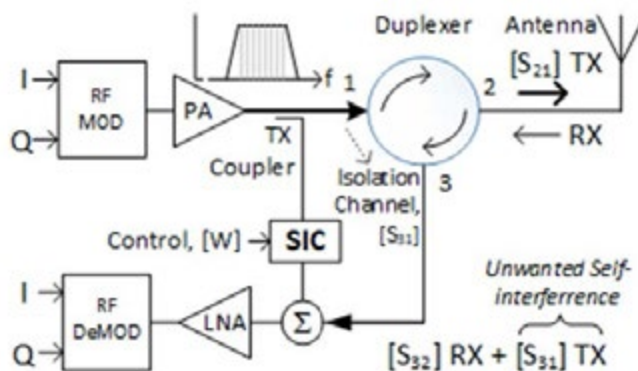 Duplexer
Antenna
f
1
2
3
[S21] TX
RX
I
Q
RF
MOD
PA
TX
Coupler
Isolation
Channel,
[S31]
Control, [W]
SIC
Unwanted Self-
interferrence
I
Q
RF
DeMOD
LNA
Σ
[S32] RX + [S31] TX